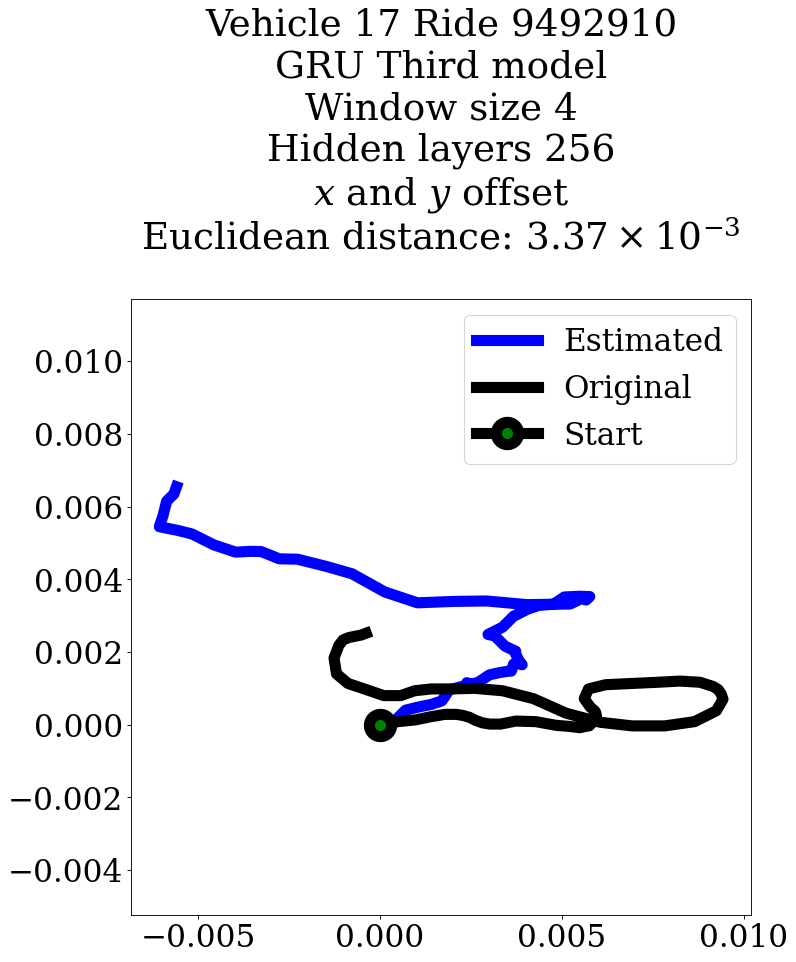 Vehicle 17 Ride 9492910
GRU Third model
Window size 4
Hidden layers 256
x and y offset
Euclidean distance: 3.37 × 10⁻³
Estimated
Original
Start
0.010
0.008
0.006
0.004
0.002
0.000
−0.002
−0.004
−0.005 0.000 0.005 0.010